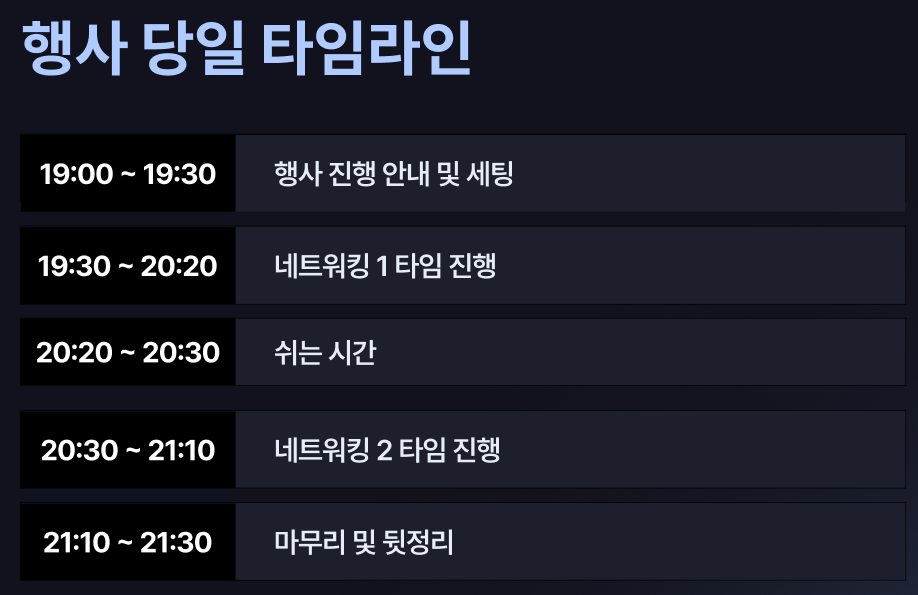 행사 당일 타임라인
19:00 ~ 19:30 행사 진행 안내 및 세팅
19:30 ~ 20:20 네트워킹 1 타임 진행
20:20 ~ 20:30 쉬는 시간
20:30 ~ 21:10 네트워킹 2 타임 진행
21:10 ~ 21:30 마무리 및 뒷정리